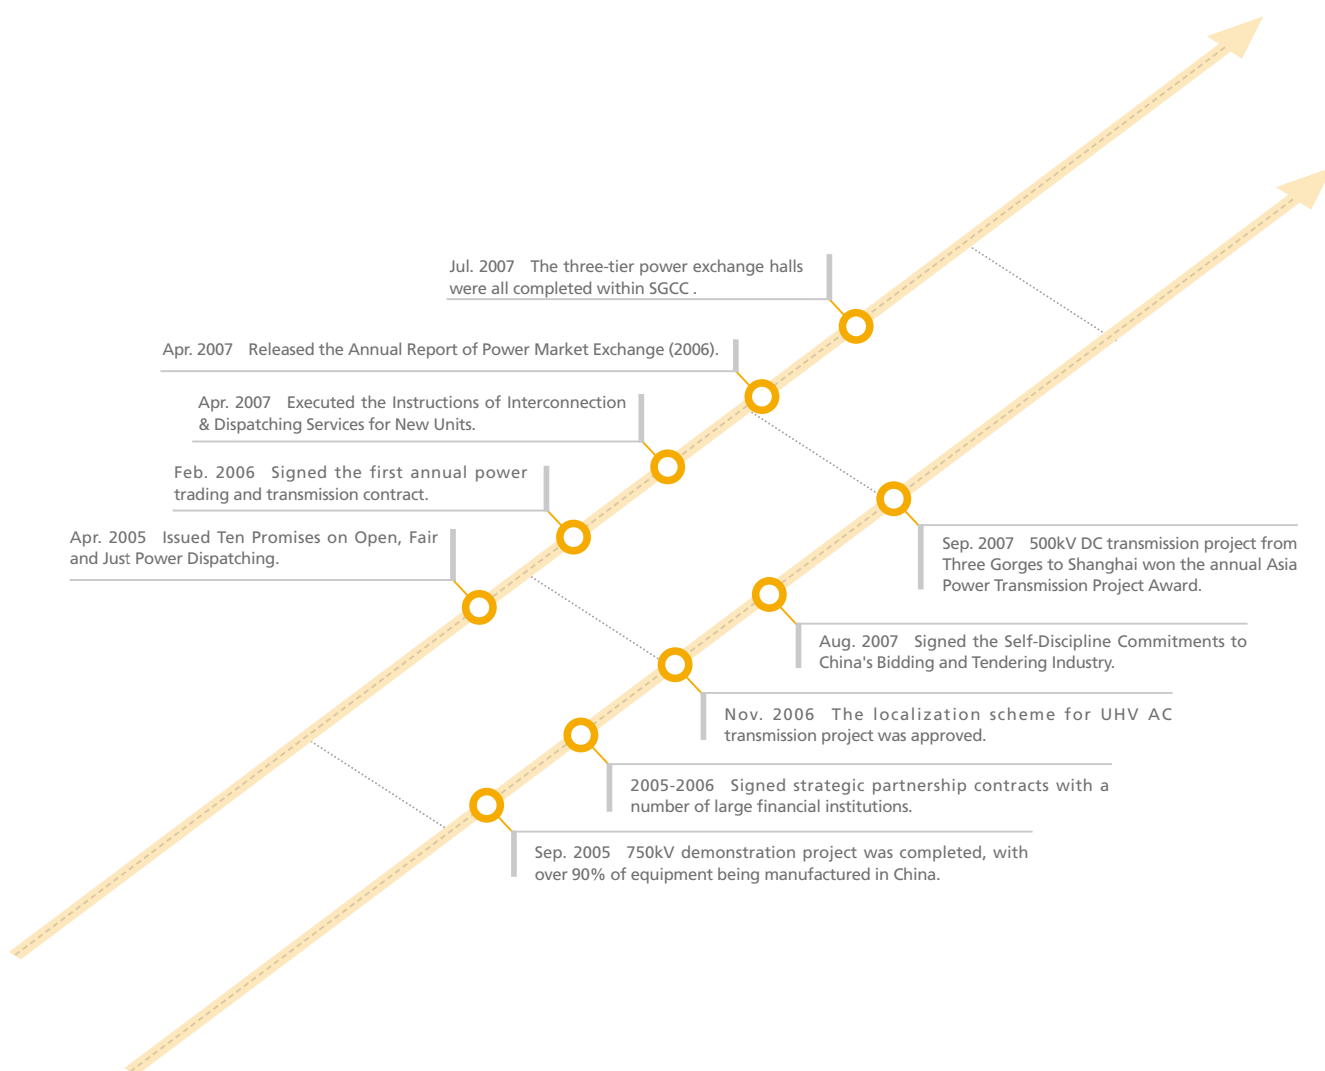 Jul. 2007 The three-tier power exchange halls
were all completed within SGCC .
Apr. 2007 Released the Annual Report of Power Market Exchange (2006).
Apr. 2007 Executed the Instructions of Interconnection
& Dispatching Services for New Units.
Feb. 2006 Signed the first annual power
trading and transmission contract.
Apr. 2005 Issued Ten Promises on Open, Fair
and Just Power Dispatching.
Sep. 2007 500kV DC transmission project from
Three Gorges to Shanghai won the annual Asia
Power Transmission Project Award.
Aug. 2007 Signed the Self-Discipline Commitments to
China's Bidding and Tendering Industry.
Nov. 2006 The localization scheme for UHV AC
transmission project was approved.
2005-2006 Signed strategic partnership contracts with a
number of large financial institutions.
Sep. 2005 750kV demonstration project was completed, with
over 90% of equipment being manufactured in China.